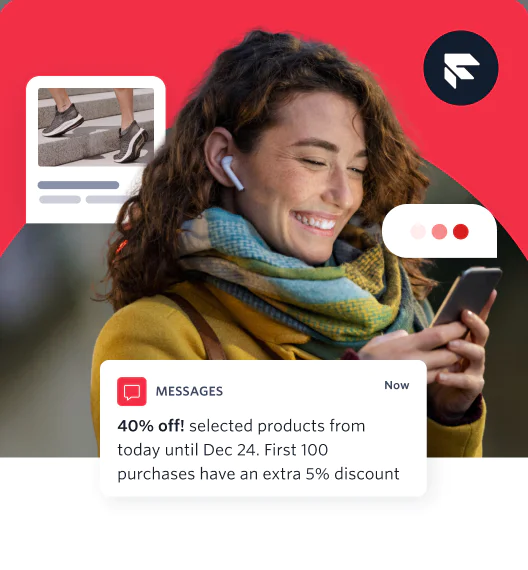 MESSAGES
Now
40% off! selected products from
today until Dec 24. First 100
purchases have an extra 5% discount